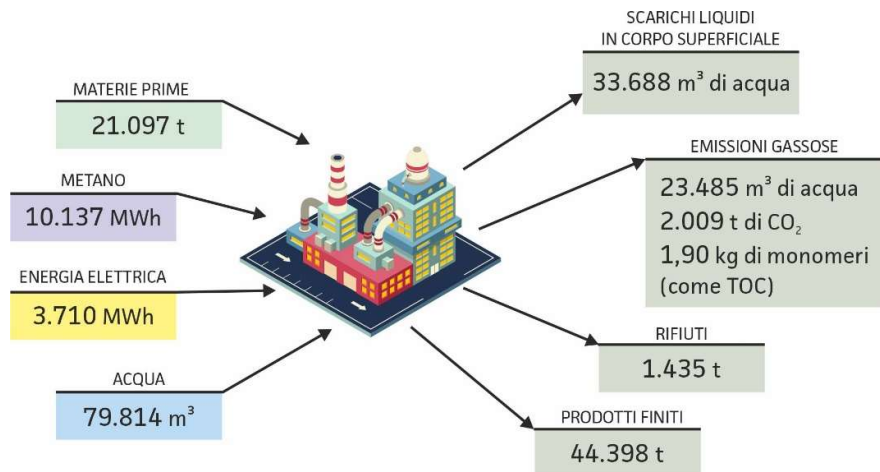 MATERIE PRIME
21.097 t
METANO
10.137 MWh
ENERGIA ELETTRICA
3.710 MWh
ACQUA
79.814 m³
SCARICHI LIQUIDI
IN CORPO SUPERFICIALE
33.688 m³ di acqua
EMISSIONI GASSOSE
23.485 m³ di acqua
2.009 t di CO₂
1,90 kg di monomeri
(come TOC)
RIFIUTI
1.435 t
PRODOTTI FINITI
44.398 t